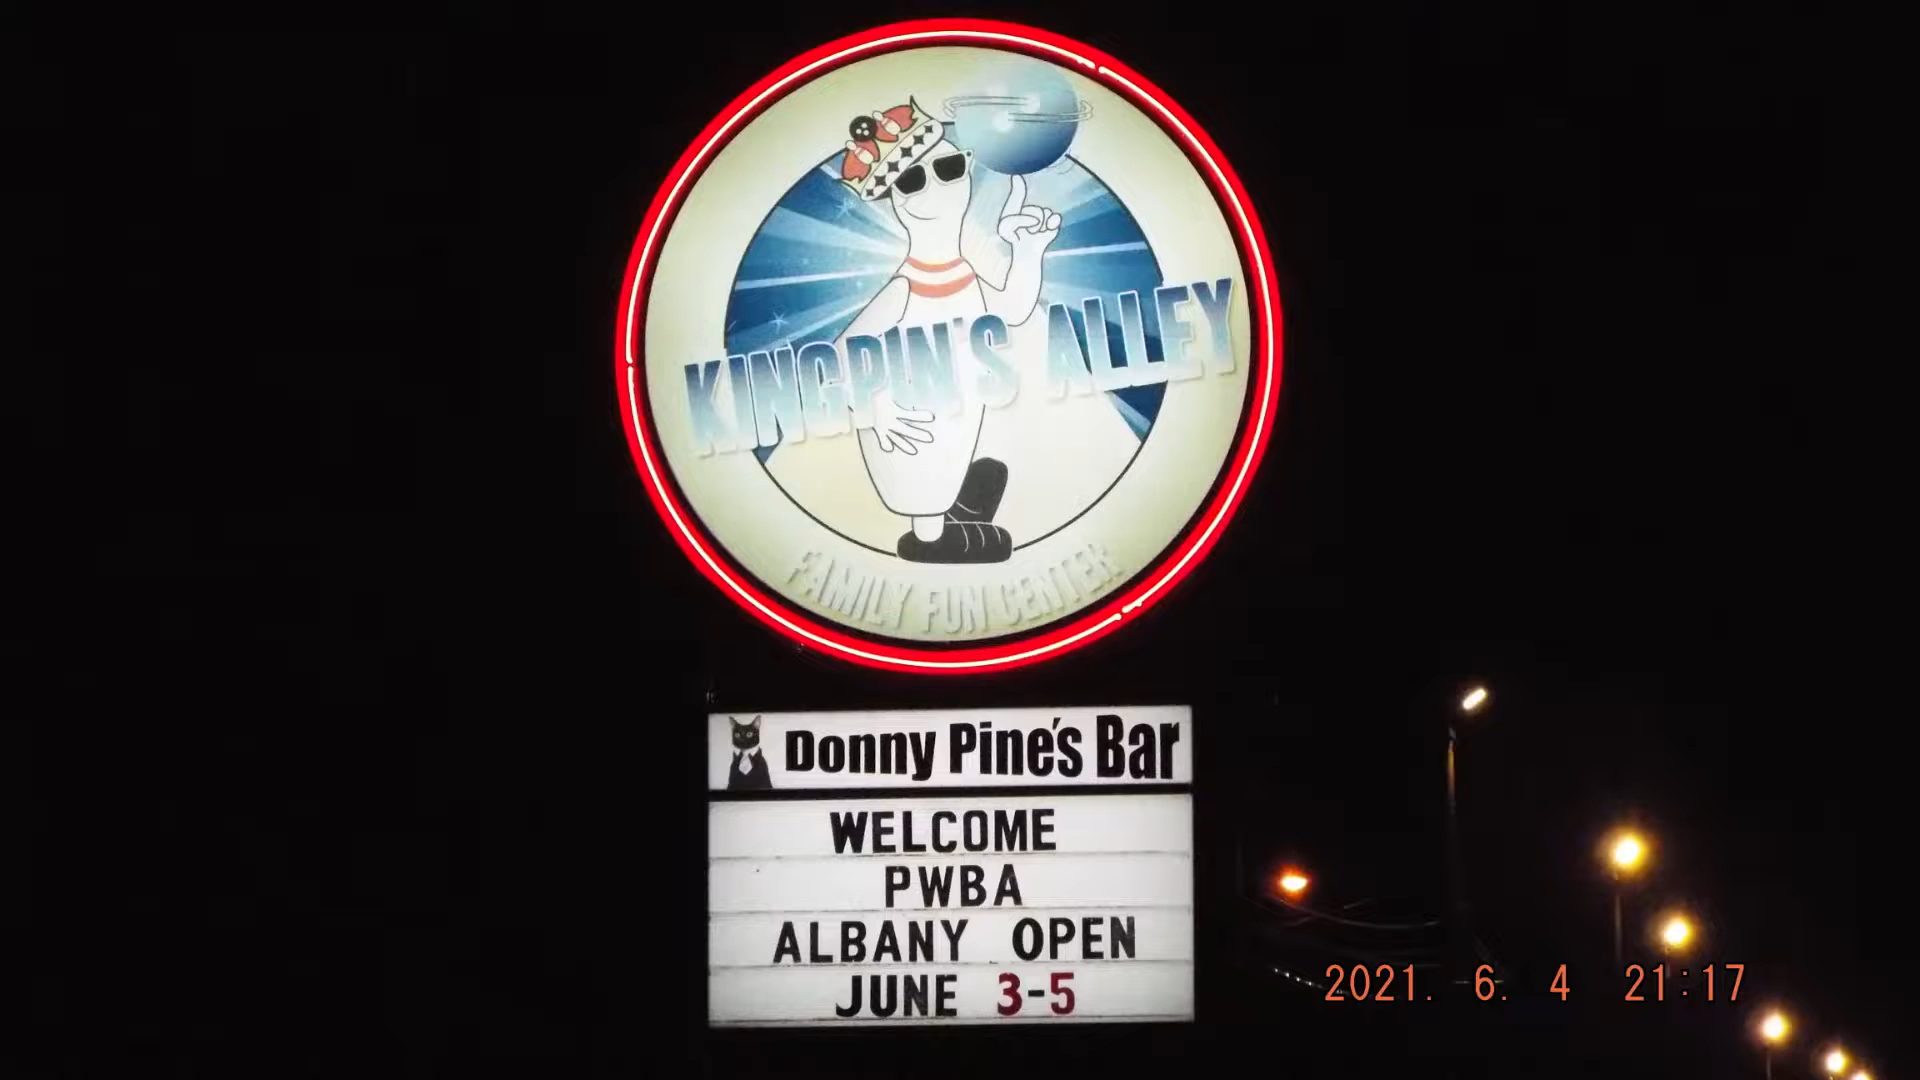 KINGPIN'S ALLEY
FAMILY FUN CENTER
Donny Pine's Bar
WELCOME
PWBA
ALBANY OPEN
JUNE 3-5
2021. 6. 4 21:17